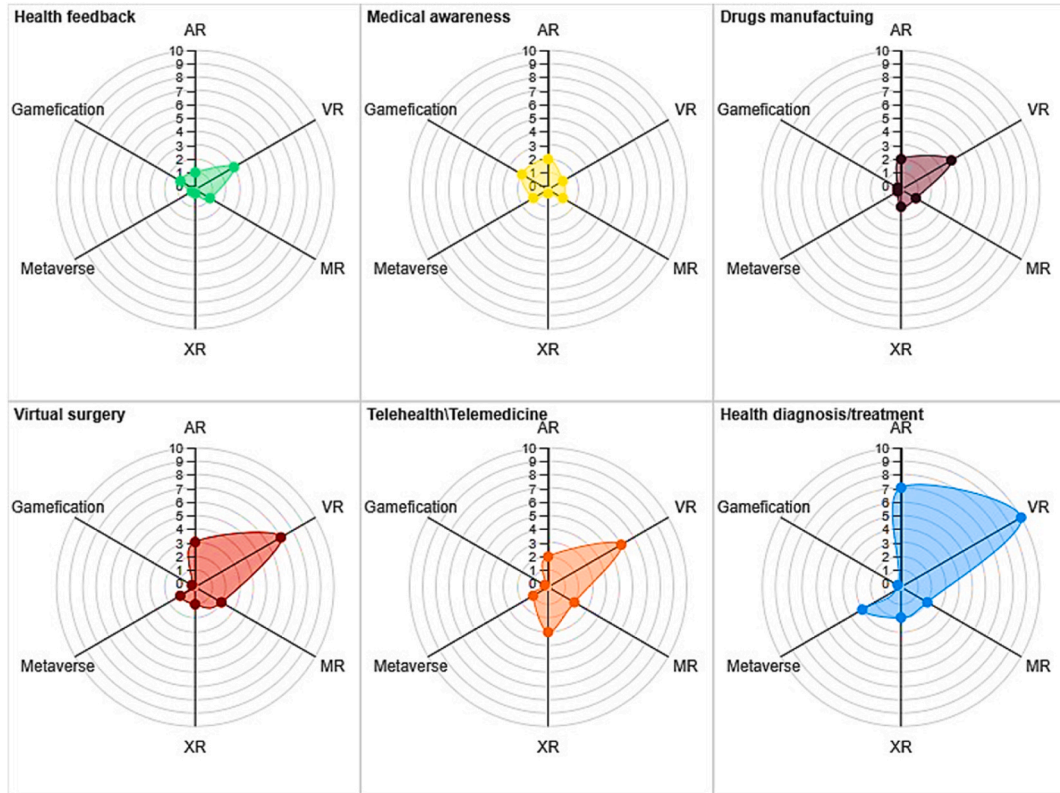 Health feedback
AR
10
9
8
7
6
5
4
3
2
1
0
Gamefication
VR
Metaverse
MR
XR
Medical awareness
AR
10
9
8
7
6
5
4
3
2
1
0
Gamefication
VR
Metaverse
MR
XR
Drugs manufactuing
AR
10
9
8
7
6
5
4
3
2
1
0
Gamefication
VR
Metaverse
MR
XR
Virtual surgery
AR
10
9
8
7
6
5
4
3
2
1
0
Gamefication
VR
Metaverse
MR
XR
Telehealth\Telemedicine
AR
10
9
8
7
6
5
4
3
2
1
0
Gamefication
VR
Metaverse
MR
XR
Health diagnosis/treatment
AR
10
9
8
7
6
5
4
3
2
1
0
Gamefication
VR
Metaverse
MR
XR